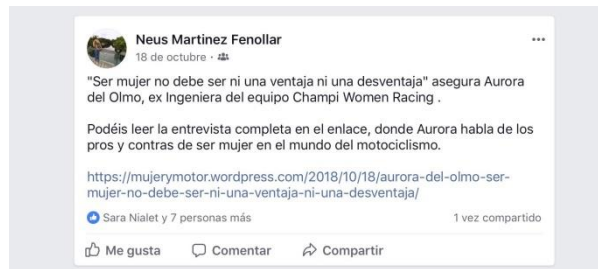 Neus Martinez Fenollar
18 de octubre ·
"Ser mujer no debe ser ni una ventaja ni una desventaja" asegura Aurora
del Olmo, ex Ingeniera del equipo Champi Women Racing .
Podéis leer la entrevista completa en el enlace, donde Aurora habla de los
pros y contras de ser mujer en el mundo del motociclismo.
https://mujerymotor.wordpress.com/2018/10/18/aurora-del-olmo-ser-
mujer-no-debe-ser-ni-una-ventaja-ni-una-desventaja/
Sara Nialet y 7 personas más 1 vez compartido
Me gusta Comentar Compartir